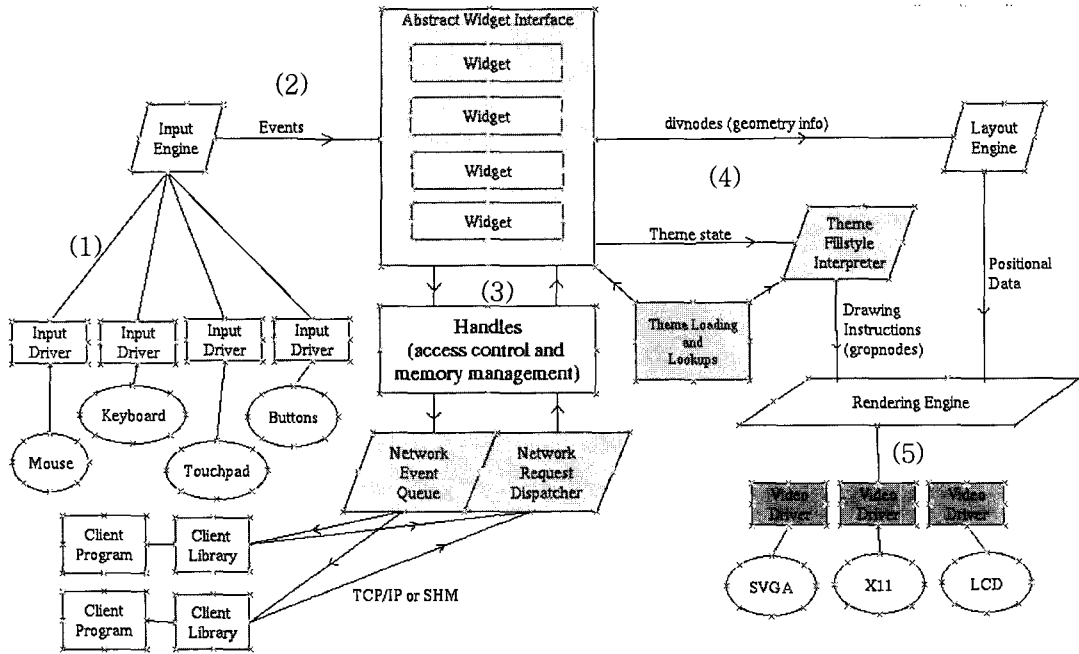 Abstract Widget Interface
Widget
Widget
Widget
Widget
(2)
Input
Engine
Events
divnodes (geometry info)
Layout
Engine
(4)
(1)
Theme state
Theme
Fillstyle
Interpreter
(3)
Positional
Data
Input
Driver
Input
Driver
Input
Driver
Input
Driver
Handles
(access control and
memory management)
Theme Loading
and
Lookups
Drawing
Instructions
(gropnodes)
Keyboard
Buttons
Mouse
Touchpad
Rendering Engine
Network
Event
Queue
Network
Request
Dispatcher
(5)
Video
Driver
Video
Driver
Video
Driver
Client
Program
Client
Library
SVGA
X11
LCD
TCP/IP or SHM
Client
Program
Client
Library